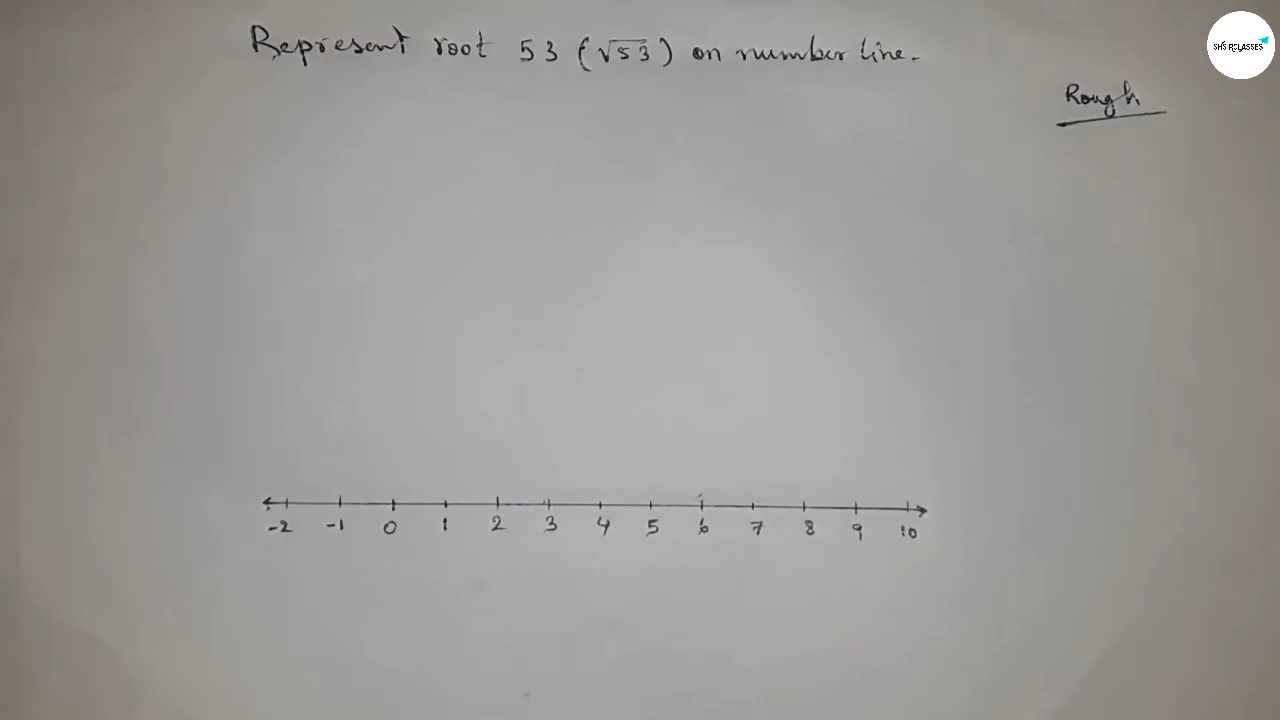 Represent root 53 (√53) on number line.
SHSR CLASSES
Rough
-2 -1 0 1 2 3 4 5 6 7 8 9 10